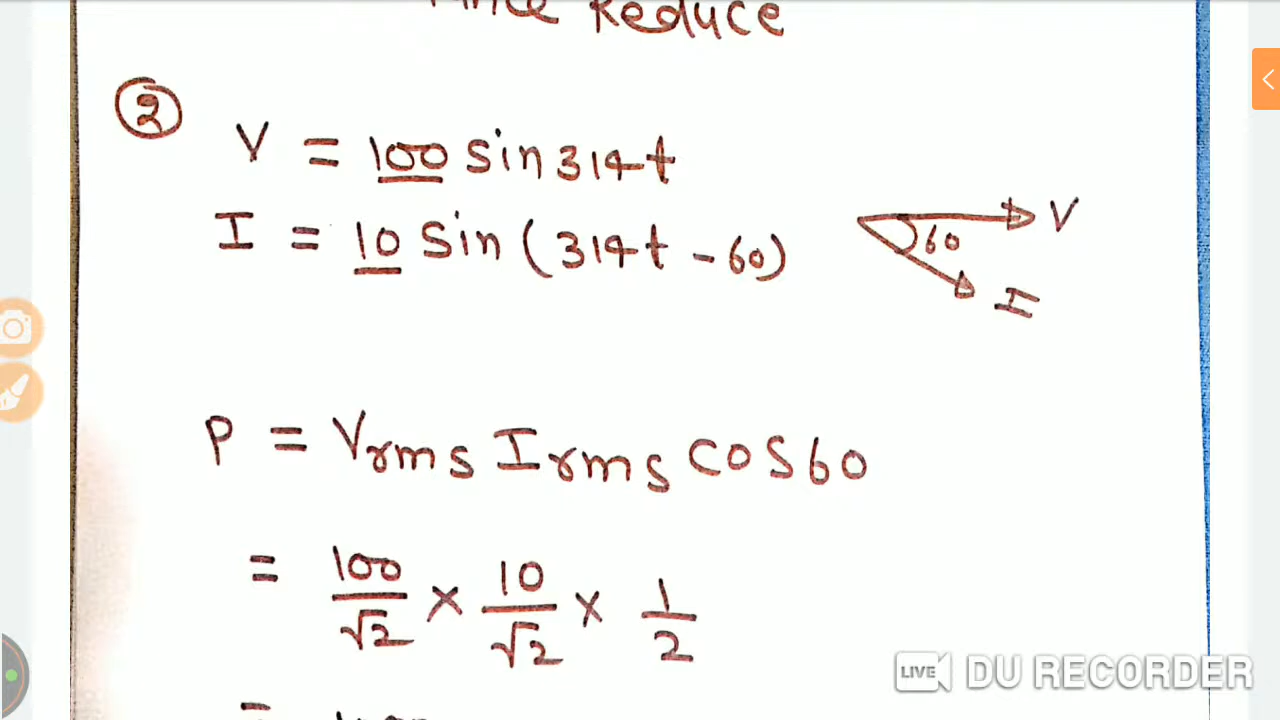 Reduce
2
V = 100 sin 314t
I = 10 sin (314t - 60)
V
60
I
P = Vrms Irms cos 60
= 100/√2 × 10/√2 × 1/2
=
LIVE DU RECORDER